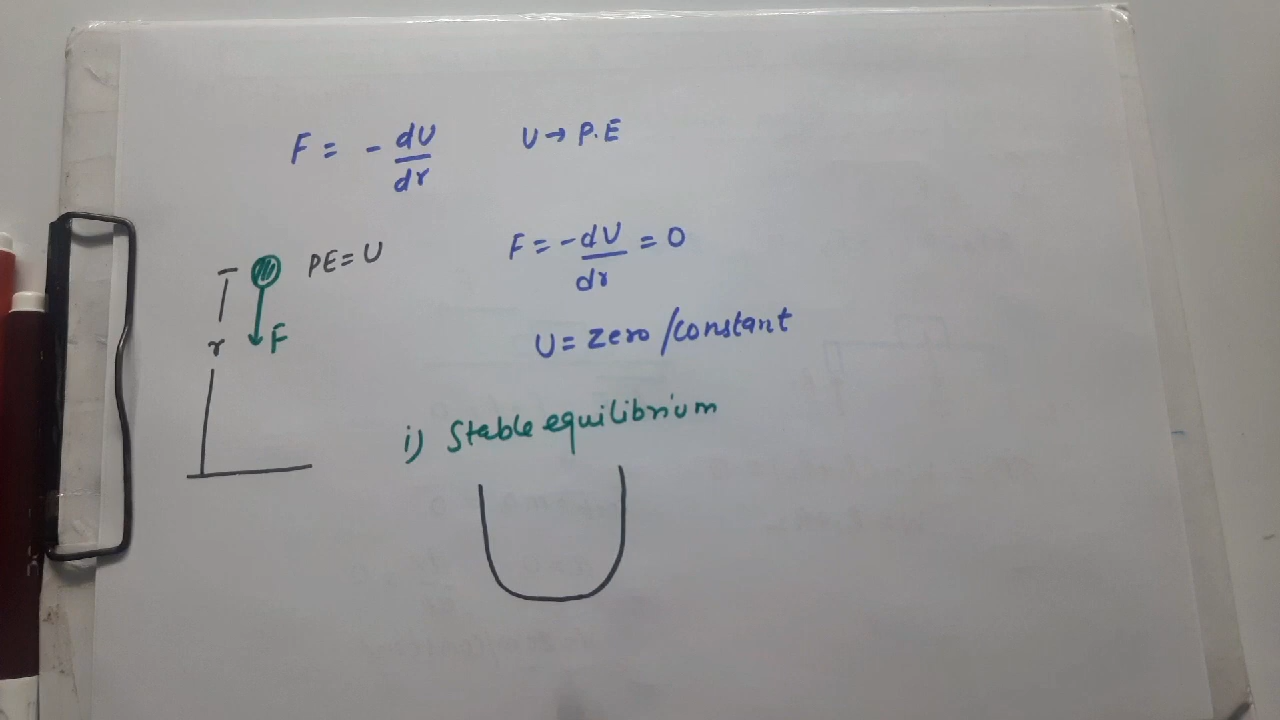 F = - dU/dr U → P.E
PE = U
F = - dU/dr = 0
r
F
U = zero / constant
i) Stable equilibrium